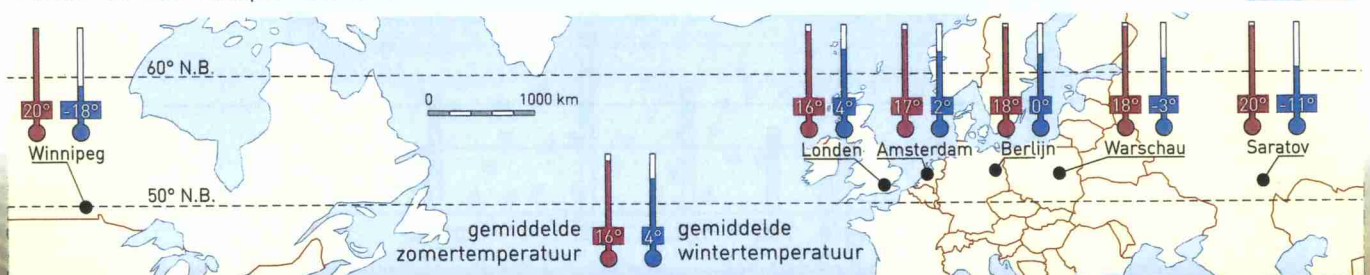 60° N.B.
50° N.B.
0 1000 km
20° -18°
Winnipeg
16° 4°
Londen
17° 2°
Amsterdam
18° 0°
Berlijn
18° -3°
Warschau
20° -11°
Saratov
gemiddelde zomertemperatuur
16° 4°
gemiddelde wintertemperatuur